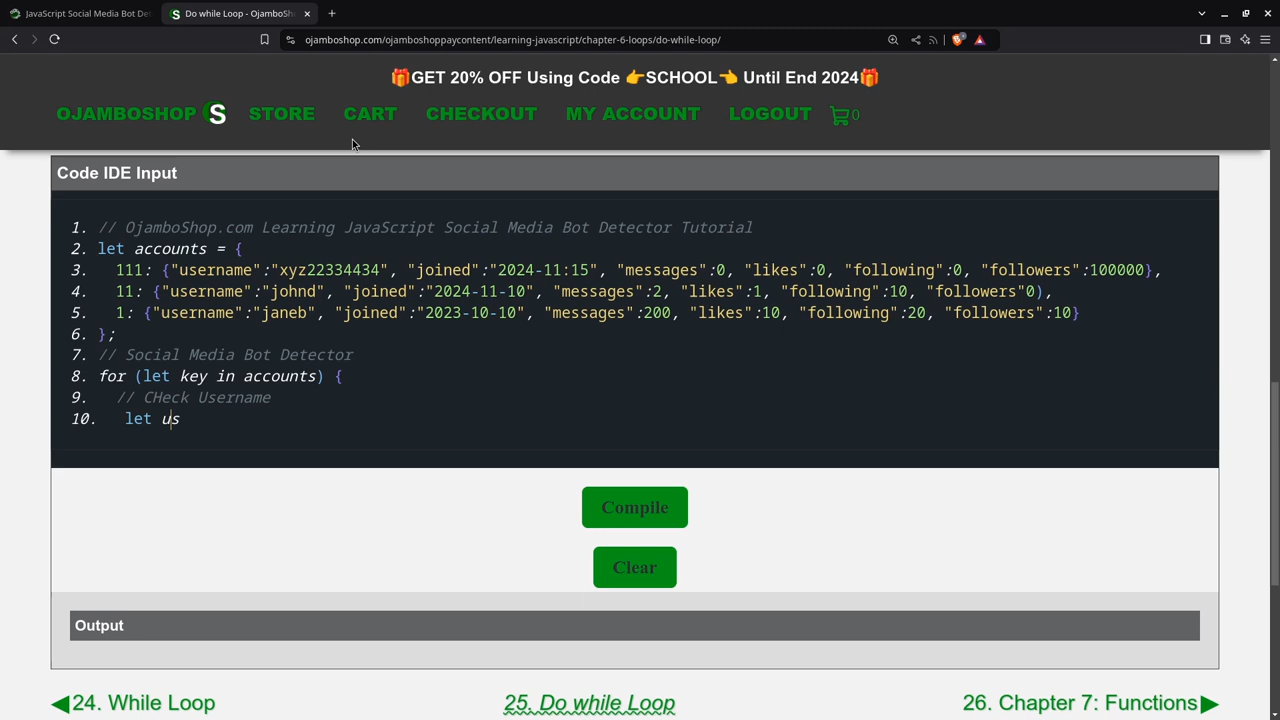 JavaScript Social Media Bot Det
Do while Loop - OjamboSh
ojamboshop.com/ojamboshoppaycontent/learning-javascript/chapter-6-loops/do-while-loop/
🎁GET 20% OFF Using Code 👉SCHOOL👈 Until End 2024🎁
OJAMBOSHOP S STORE CART CHECKOUT MY ACCOUNT LOGOUT 0
Code IDE Input
1. // OjamboShop.com Learning JavaScript Social Media Bot Detector Tutorial
2. let accounts = {
3. 111: {"username":"xyz22334434", "joined":"2024-11:15", "messages":0, "likes":0, "following":0, "followers":100000},
4. 11: {"username":"johnd", "joined":"2024-11-10", "messages":2, "likes":1, "following":10, "followers"0),
5. 1: {"username":"janeb", "joined":"2023-10-10", "messages":200, "likes":10, "following":20, "followers":10}
6. };
7. // Social Media Bot Detector
8. for (let key in accounts) {
9. // CHeck Username
10. let us
Compile
Clear
Output
◀24. While Loop
25. Do while Loop
26. Chapter 7: Functions▶